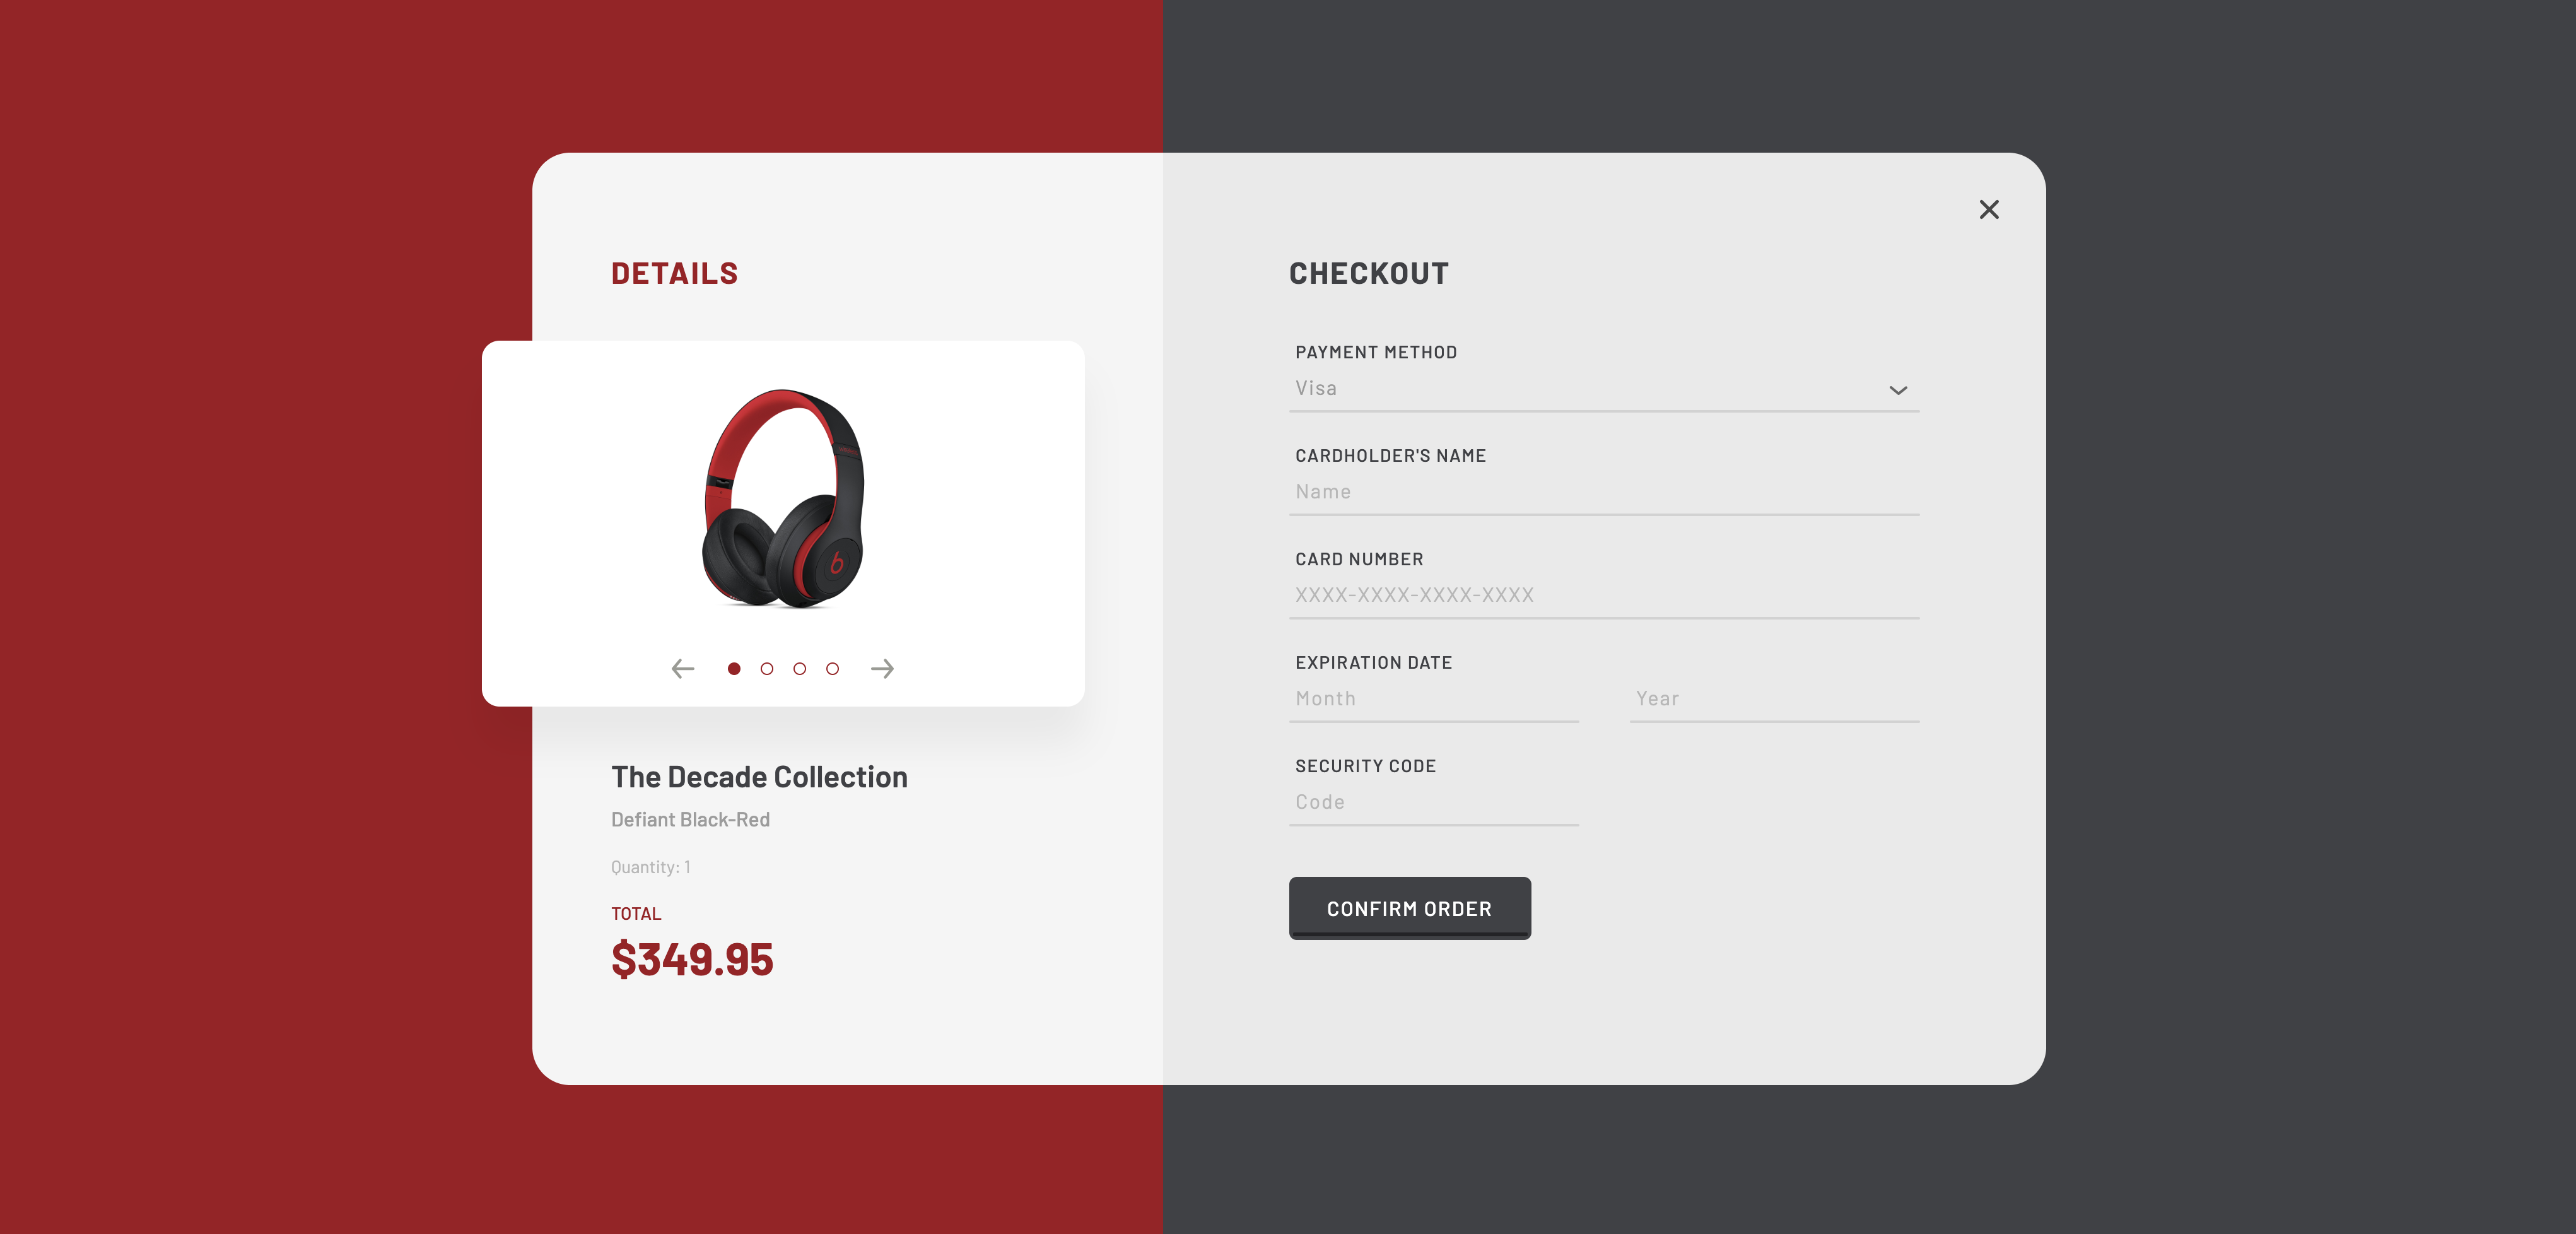 DETAILS
b
The Decade Collection
Defiant Black-Red
Quantity: 1
TOTAL
$349.95
CHECKOUT
PAYMENT METHOD
Visa
CARDHOLDER'S NAME
Name
CARD NUMBER
XXXX-XXXX-XXXX-XXXX
EXPIRATION DATE
Month Year
SECURITY CODE
Code
CONFIRM ORDER